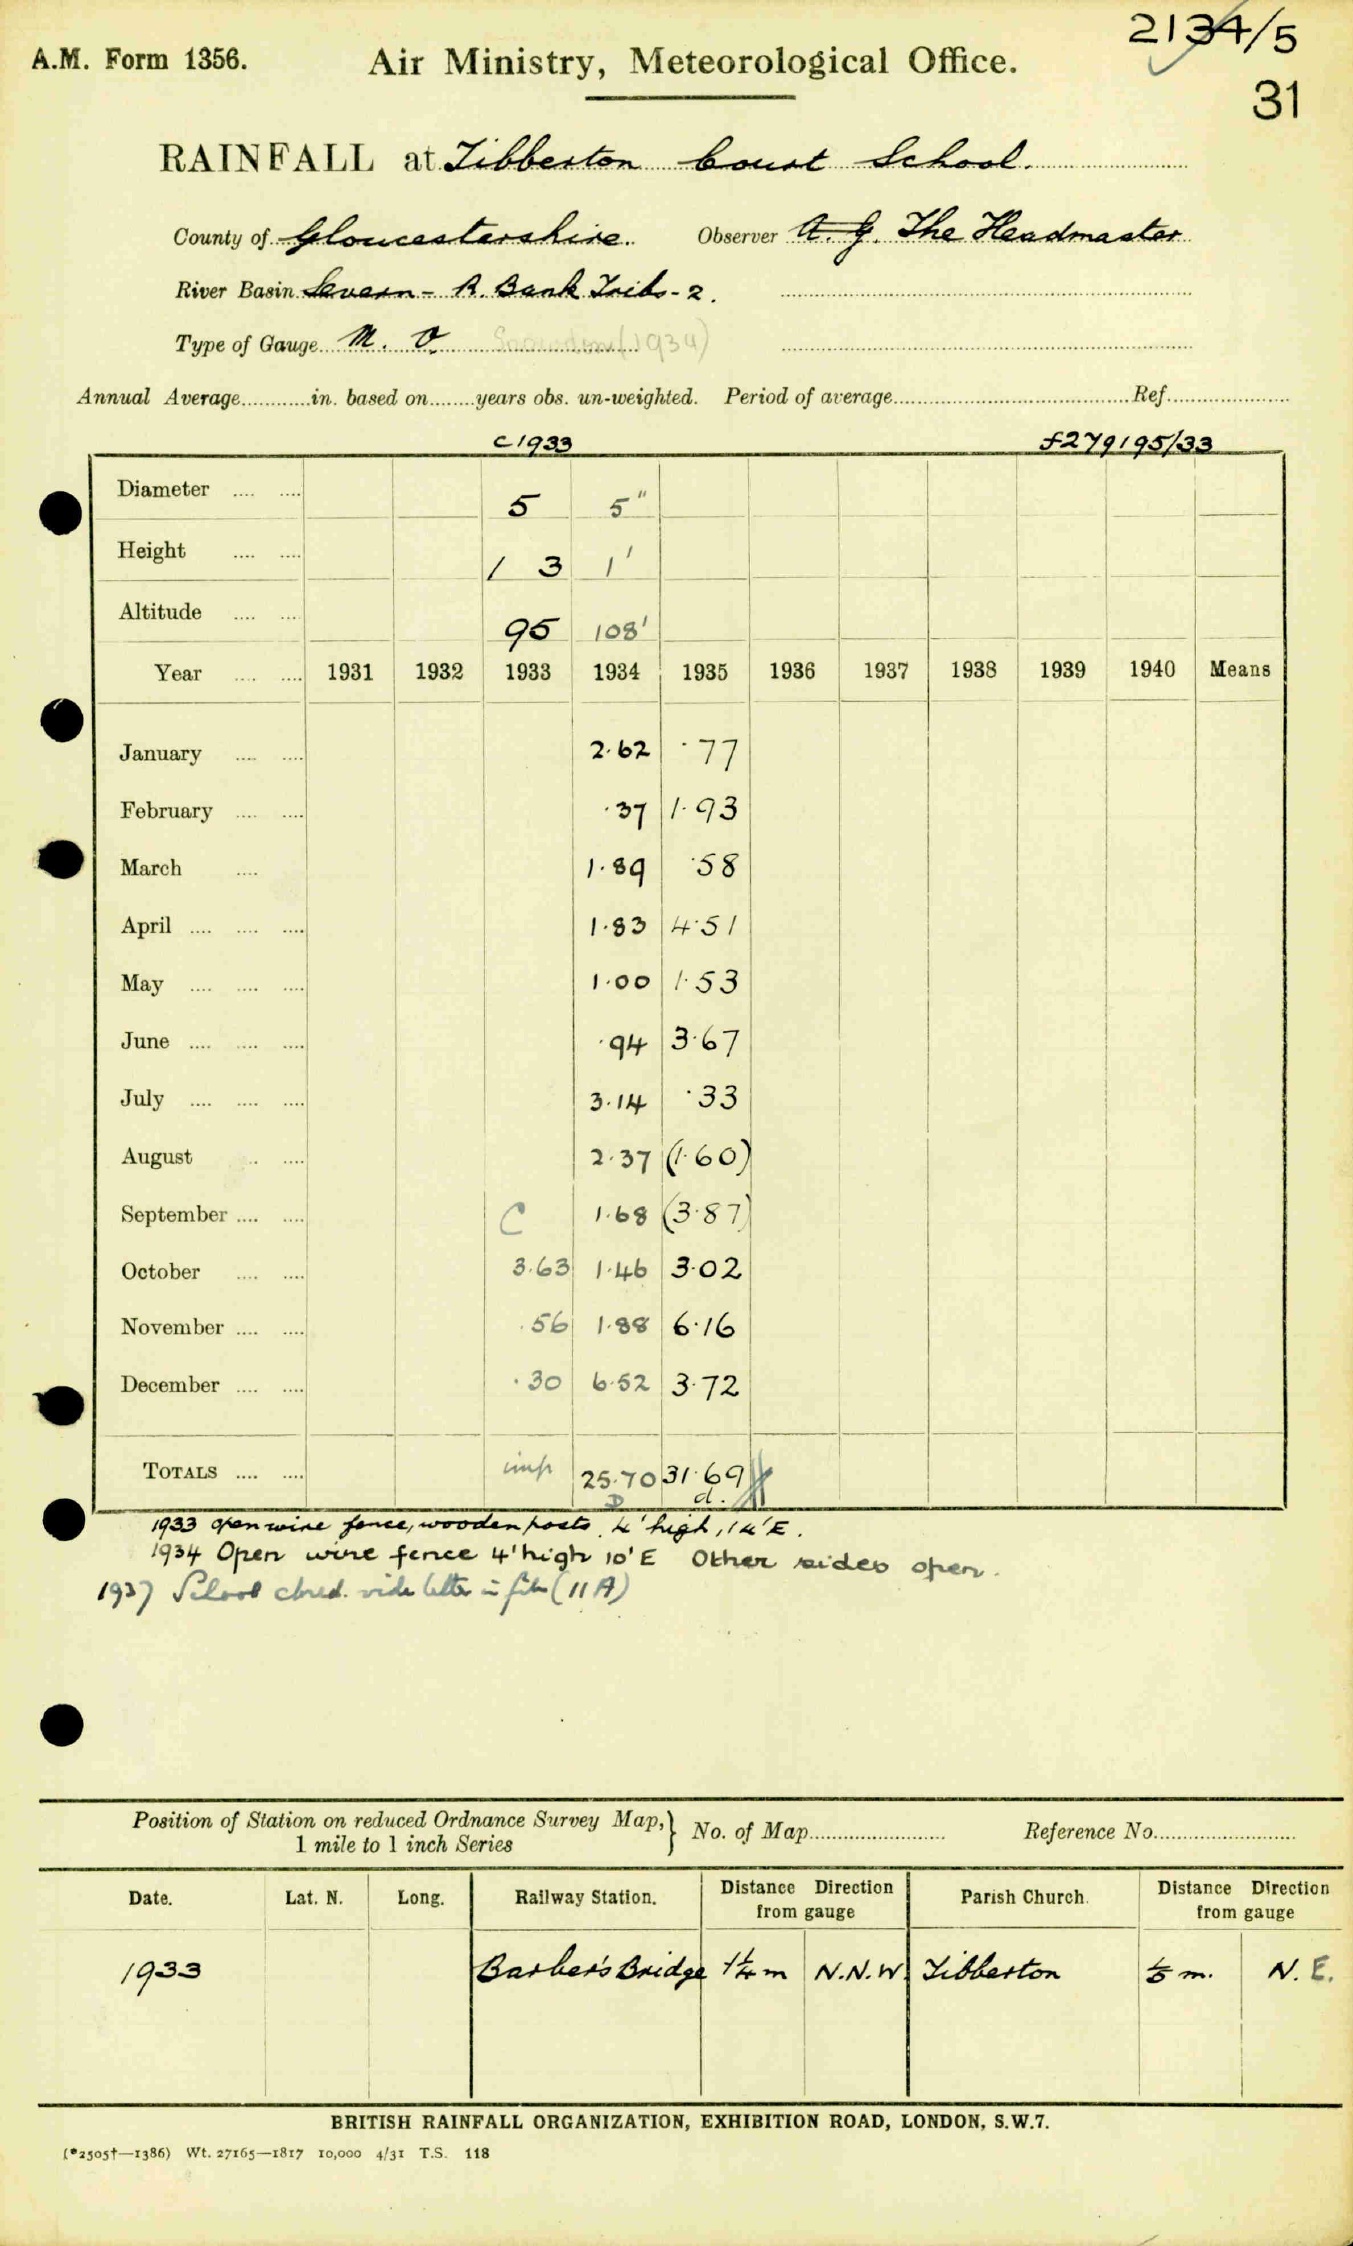 2134/5
A.M. Form 1356. Air Ministry, Meteorological Office.
31
RAINFALL at Tibberton Court School.
County of Gloucestershire. Observer A. G. The Headmaster
River Basin Severn - R. Bank Tribs - 2.
Type of Gauge M. O. Snowdon (1934)
Annual Average in. based on years obs. un-weighted. Period of average Ref.
c1933 f279195/33
Diameter 5 5"
Height 1 3 1'
Altitude 95 108'
Year 1931 1932 1933 1934 1935 1936 1937 1938 1939 1940 Means
January 2.62 .77
February .37 1.93
March 1.89 .58
April 1.83 4.51
May 1.00 1.53
June .94 3.67
July 3.14 .33
August 2.37 (1.60)
September C 1.68 (3.87)
October 3.63 1.46 3.02
November .56 1.88 6.16
December .30 6.52 3.72
TOTALS imp 25.70 31.69
D d.
1933 open wire fence, wooden posts 4' high, 14' E.
1934 Open wire fence 4' high 10' E Other sides open.
1937 School closed. vide letter in file (11A)
Position of Station on reduced Ordnance Survey Map, } No. of Map Reference No.
1 mile to 1 inch Series
Date. Lat. N. Long. Railway Station. Distance Direction from gauge Parish Church. Distance Direction from gauge
1933 Barber's Bridge 1¼ m N.N.W. Tibberton ⅕ m. N. E.
BRITISH RAINFALL ORGANIZATION, EXHIBITION ROAD, LONDON, S.W.7.
(*2505†—1386) Wt. 27165—1817 10,000 4/31 T.S. 118